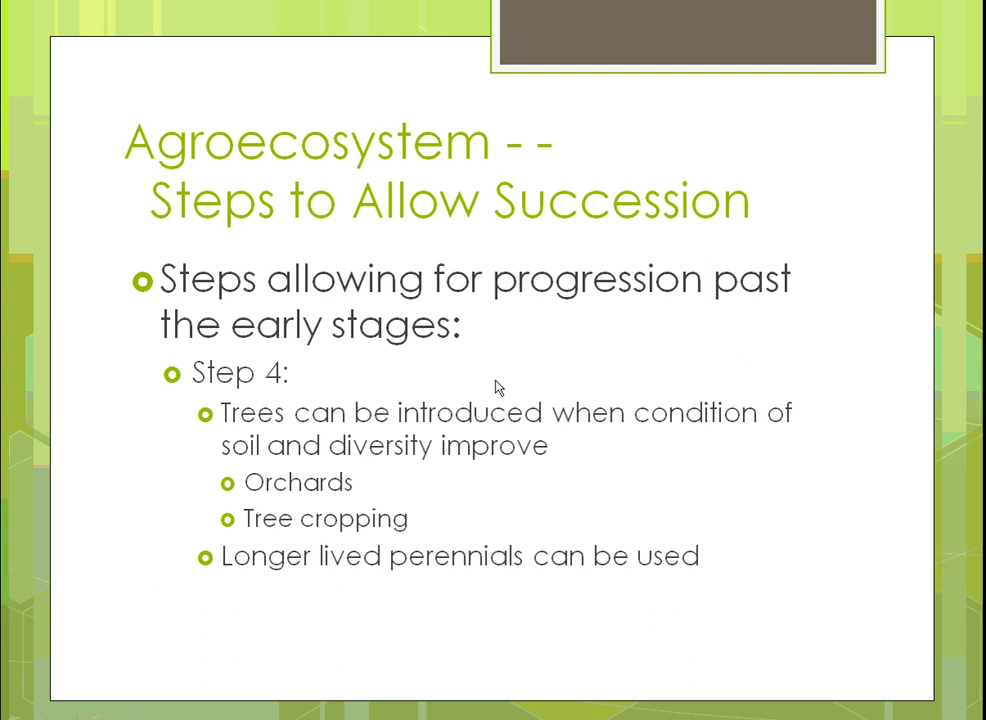 Agroecosystem - -
Steps to Allow Succession
Steps allowing for progression past
the early stages:
Step 4:
Trees can be introduced when condition of
soil and diversity improve
Orchards
Tree cropping
Longer lived perennials can be used